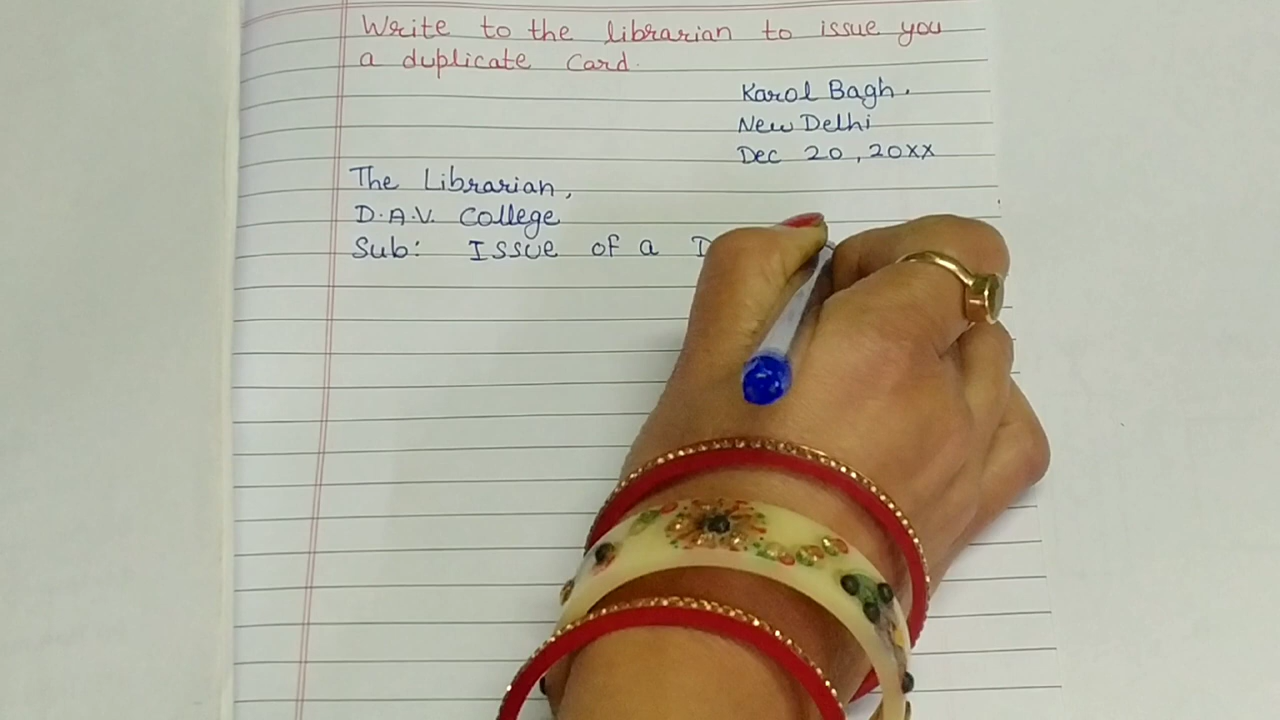 Write to the librarian to issue you
a duplicate card.
Karol Bagh.
New Delhi
Dec 20, 20XX
The Librarian,
D.A.V. College
Sub: Issue of a